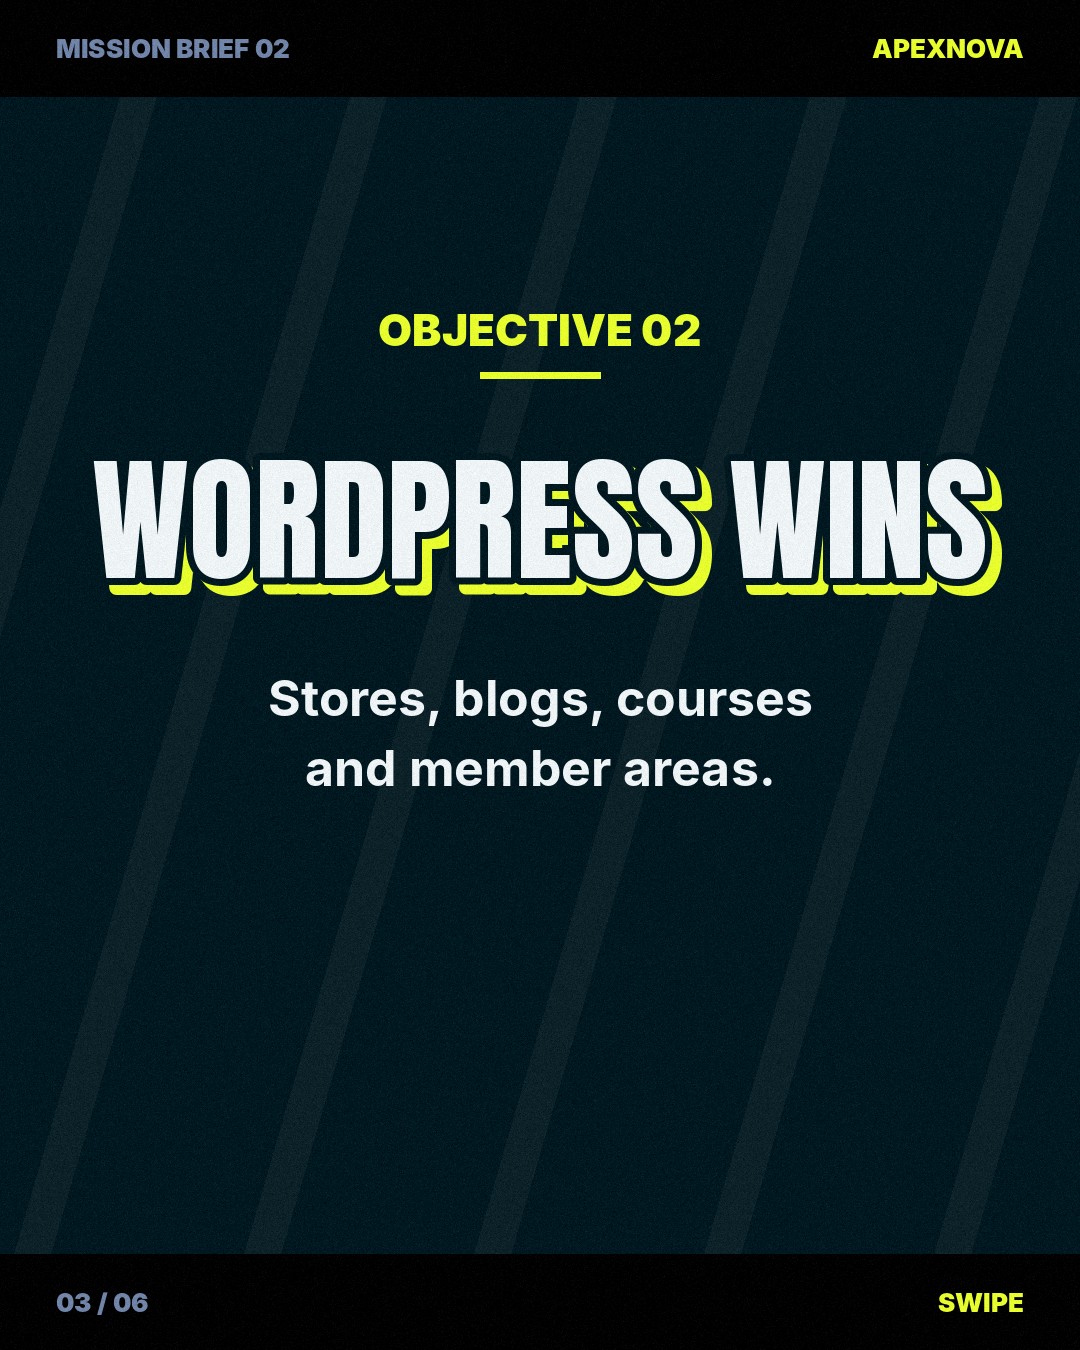 MISSION BRIEF 02
APEXNOVA
OBJECTIVE 02
WORDPRESS WINS
Stores, blogs, courses
and member areas.
03 / 06
SWIPE